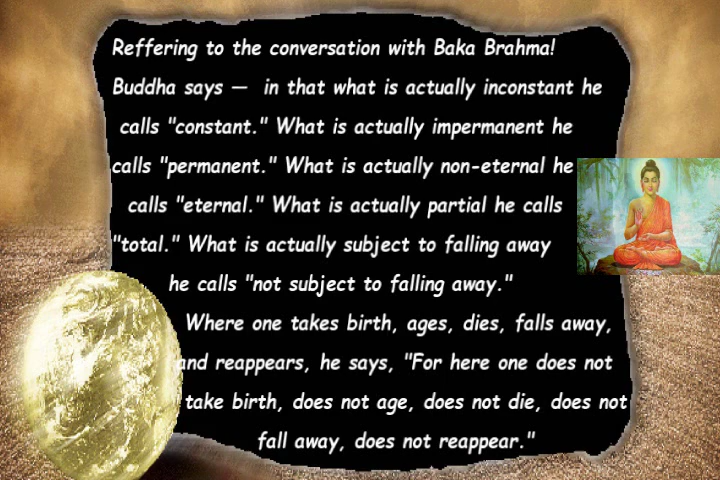 Reffering to the conversation with Baka Brahma!
Buddha says — in that what is actually inconstant he
calls "constant." What is actually impermanent he
calls "permanent." What is actually non-eternal he
calls "eternal." What is actually partial he calls
"total." What is actually subject to falling away
he calls "not subject to falling away."
Where one takes birth, ages, dies, falls away,
and reappears, he says, "For here one does not
take birth, does not age, does not die, does not
fall away, does not reappear."